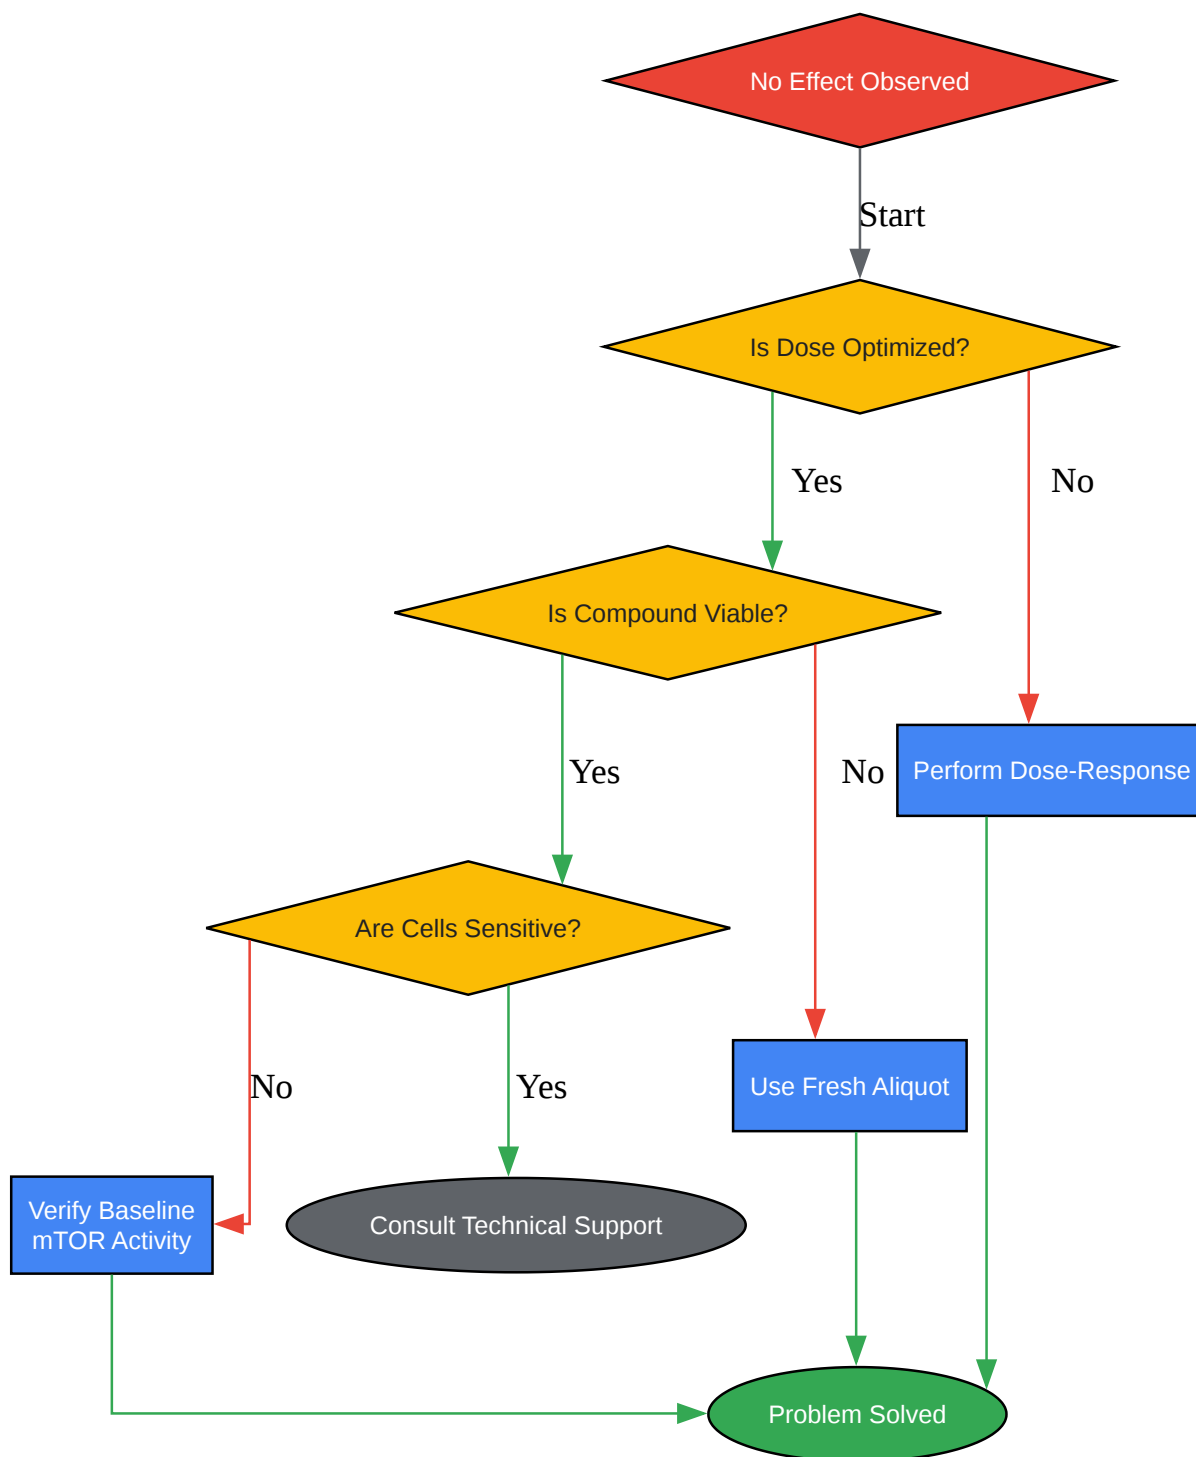 No Effect Observed
Start
Is Dose Optimized?
Yes
No
Is Compound Viable?
Yes
No
Perform Dose-Response
Are Cells Sensitive?
No
Yes
Use Fresh Aliquot
Verify Baseline
mTOR Activity
Consult Technical Support
Problem Solved